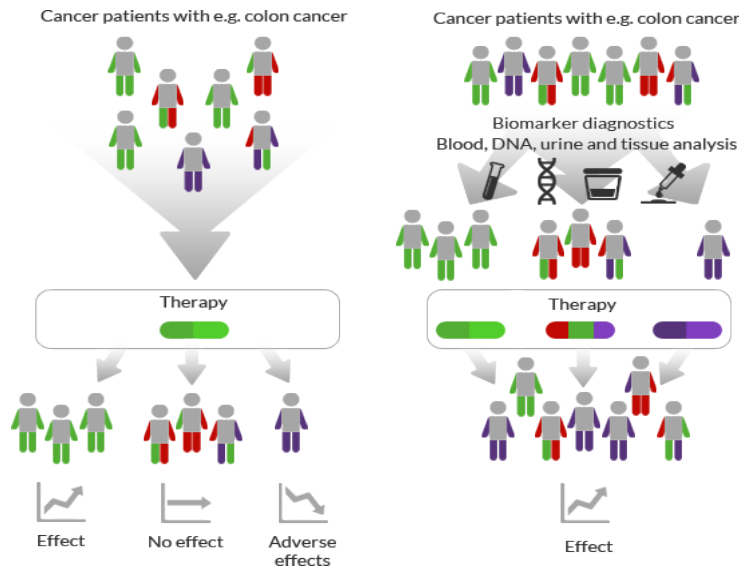 Cancer patients with e.g. colon cancer
Therapy
Effect
No effect
Adverse
effects
Cancer patients with e.g. colon cancer
Biomarker diagnostics
Blood, DNA, urine and tissue analysis
Therapy
Effect